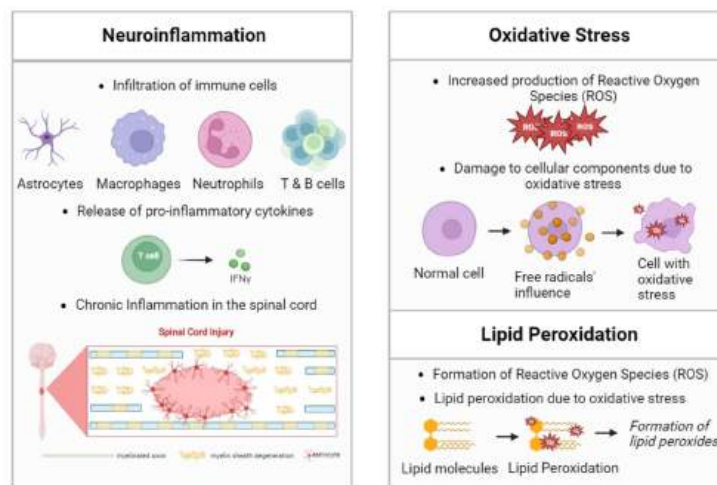 Neuroinflammation
• Infiltration of immune cells
Astrocytes Macrophages Neutrophils T & B cells
• Release of pro-inflammatory cytokines
T cell
IFNγ
• Chronic Inflammation in the spinal cord
Spinal Cord Injury
myelinated axon myelin sheath degeneration astrocyte
Oxidative Stress
• Increased production of Reactive Oxygen
Species (ROS)
ROS ROS ROS
• Damage to cellular components due to
oxidative stress
Normal cell
Free radicals'
influence
Cell with
oxidative
stress
Lipid Peroxidation
• Formation of Reactive Oxygen Species (ROS)
• Lipid peroxidation due to oxidative stress
Formation of
lipid peroxides
Lipid molecules Lipid Peroxidation